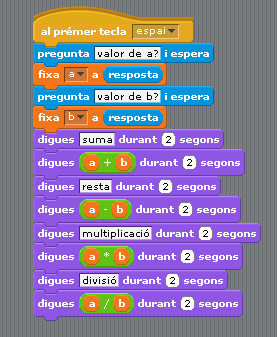 al prémer tecla espai
pregunta valor de a? i espera
fixa a a resposta
pregunta valor de b? i espera
fixa b a resposta
digues suma durant 2 segons
digues a + b durant 2 segons
digues resta durant 2 segons
digues a - b durant 2 segons
digues multiplicació durant 2 segons
digues a * b durant 2 segons
digues divisió durant 2 segons
digues a / b durant 2 segons